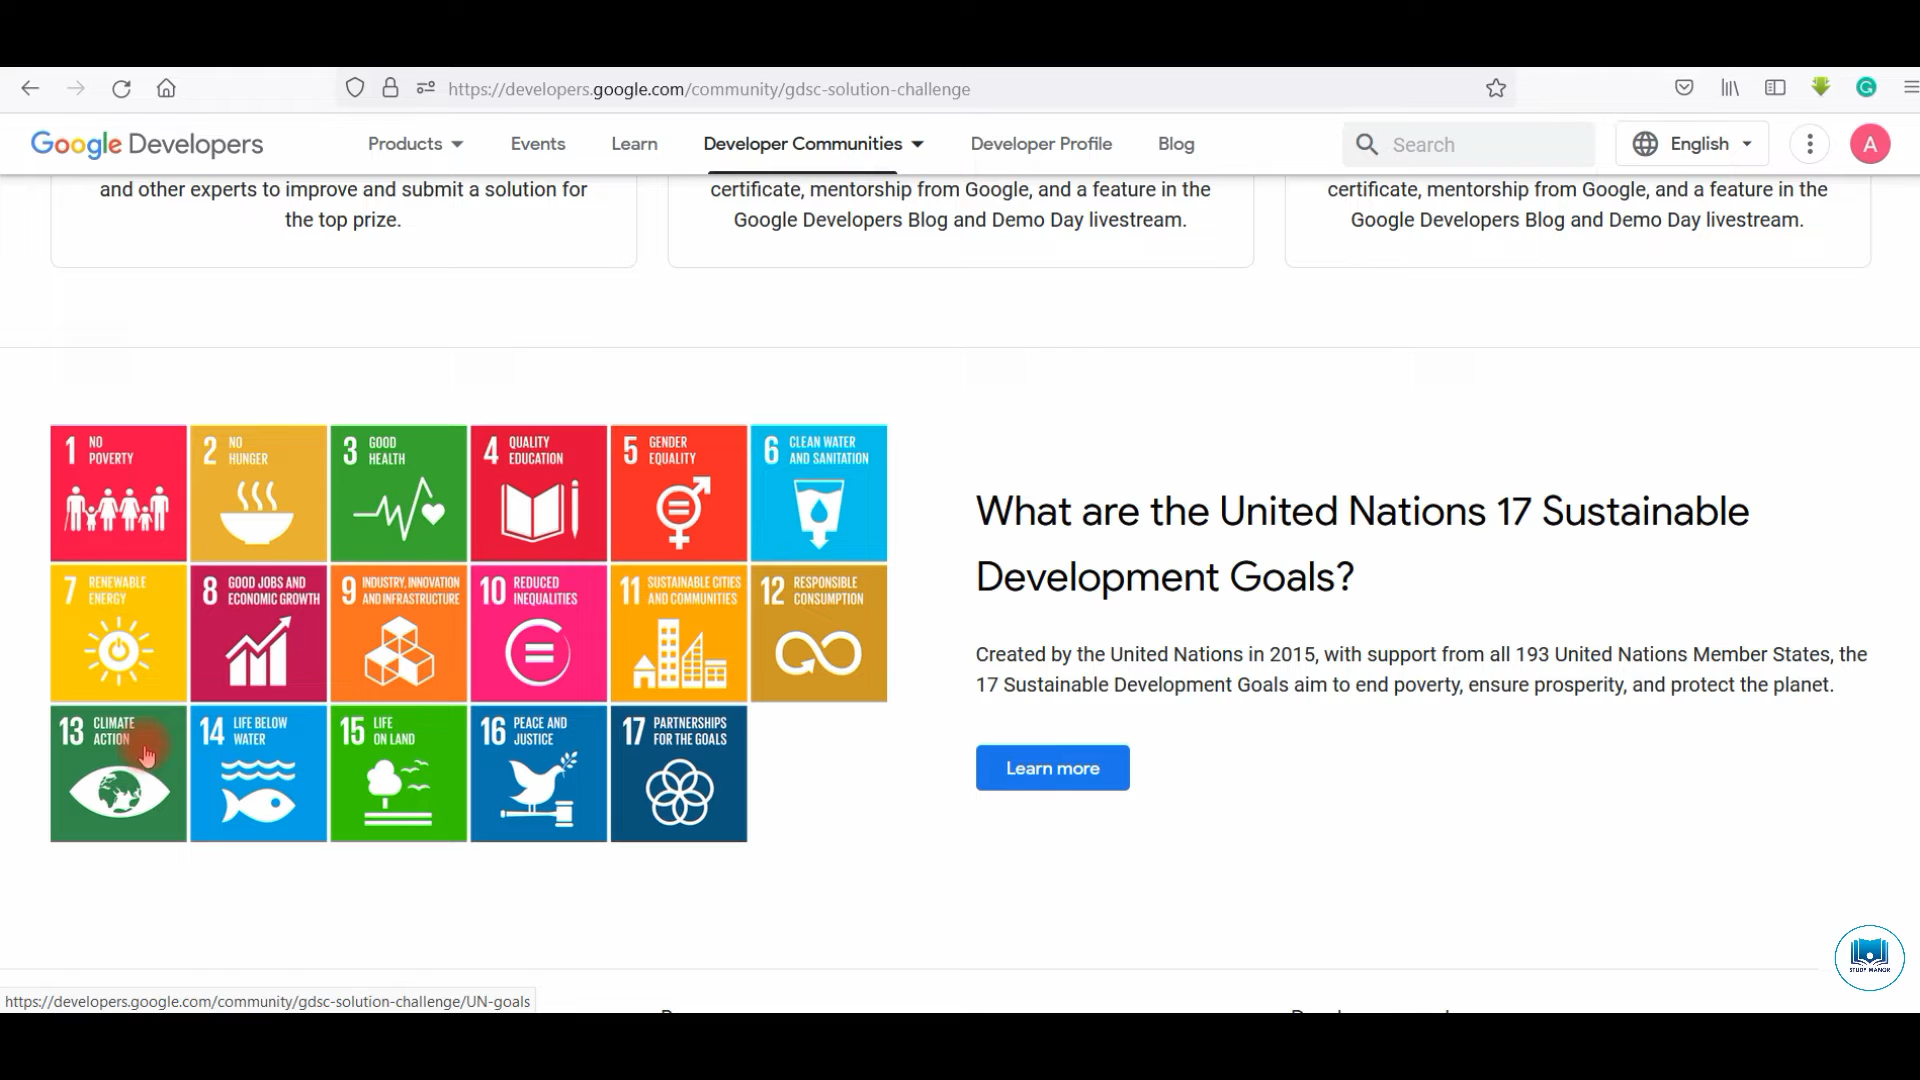 https://developers.google.com/community/gdsc-solution-challenge
Google Developers
Products
Events
Learn
Developer Communities
Developer Profile
Blog
Search
English
A
and other experts to improve and submit a solution for
the top prize.
certificate, mentorship from Google, and a feature in the
Google Developers Blog and Demo Day livestream.
certificate, mentorship from Google, and a feature in the
Google Developers Blog and Demo Day livestream.
1 NO
POVERTY
2 NO
HUNGER
3 GOOD
HEALTH
4 QUALITY
EDUCATION
5 GENDER
EQUALITY
6 CLEAN WATER
AND SANITATION
7 RENEWABLE
ENERGY
8 GOOD JOBS AND
ECONOMIC GROWTH
9 INDUSTRY, INNOVATION
AND INFRASTRUCTURE
10 REDUCED
INEQUALITIES
11 SUSTAINABLE CITIES
AND COMMUNITIES
12 RESPONSIBLE
CONSUMPTION
13 CLIMATE
ACTION
14 LIFE BELOW
WATER
15 LIFE
ON LAND
16 PEACE AND
JUSTICE
17 PARTNERSHIPS
FOR THE GOALS
What are the United Nations 17 Sustainable
Development Goals?
Created by the United Nations in 2015, with support from all 193 United Nations Member States, the
17 Sustainable Development Goals aim to end poverty, ensure prosperity, and protect the planet.
Learn more
STUDY MANOR
https://developers.google.com/community/gdsc-solution-challenge/UN-goals